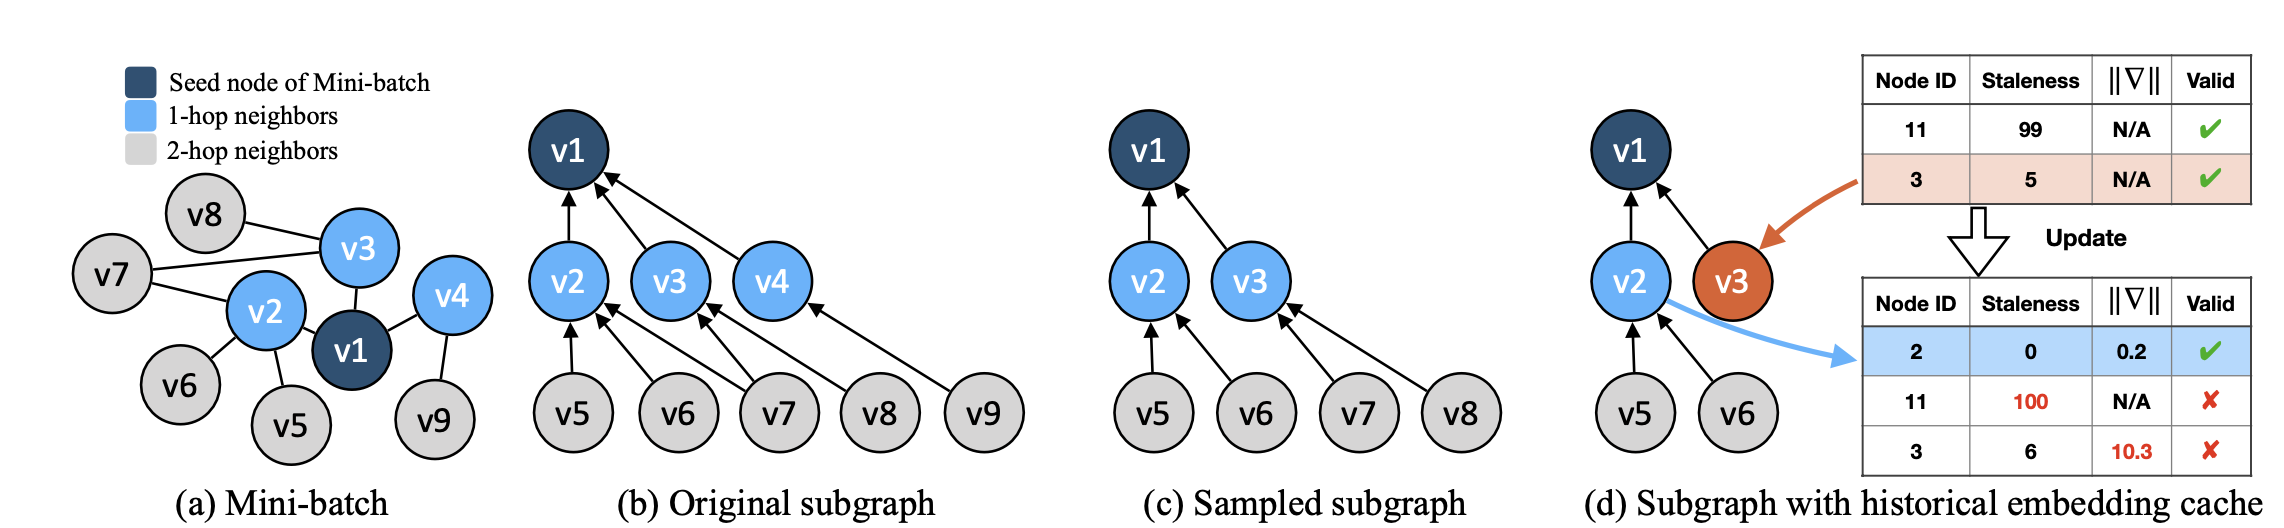 Seed node of Mini-batch
1-hop neighbors
2-hop neighbors
v8
v3
v7
v2
v4
v1
v6
v5
v9
(a) Mini-batch
v1
v2 v3 v4
v5 v6 v7 v8 v9
(b) Original subgraph
v1
v2 v3
v5 v6 v7 v8
(c) Sampled subgraph
v1
v2 v3
v5 v6
Node ID Staleness ||∇|| Valid
11 99 N/A ✔
3 5 N/A ✔
Update
Node ID Staleness ||∇|| Valid
2 0 0.2 ✔
11 100 N/A ✘
3 6 10.3 ✘
(d) Subgraph with historical embedding cache